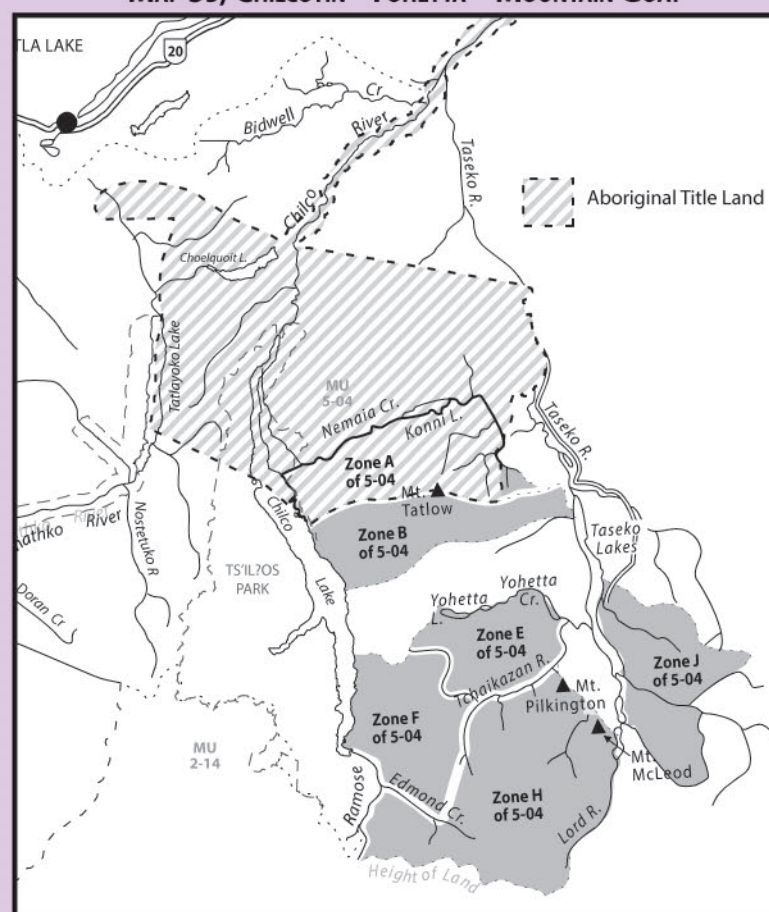 TLA LAKE
20
Bidwell Cr
Chilco River
Taseko R.
Aboriginal Title Land
Choelquoit L.
Tatlayoko Lake
MU
5-04
Nemaia Cr.
Konni L.
Taseko R.
Zone A
of 5-04
Mt.
Tatlow
Zone B
of 5-04
Chilco Lake
Nostetuko R
River
Taseko
Lakes
TS'IL?OS
PARK
Doran Cr
Yohetta
L.
Yohetta
Cr.
Zone E
of 5-04
Zone J
of 5-04
Tchaikazan R.
Mt.
Pilkington
Zone F
of 5-04
MU
2-14
Mt.
McLeod
Ramose
Edmond Cr.
Zone H
of 5-04
Lord R.
Height of Land